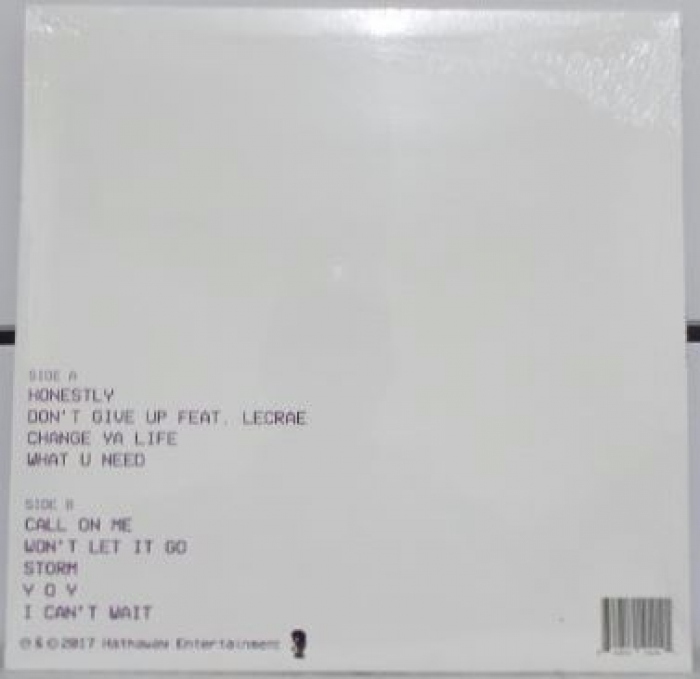 SIDE A
HONESTLY
DON'T GIVE UP FEAT. LECRAE
CHANGE YA LIFE
WHAT U NEED
SIDE B
CALL ON ME
WON'T LET IT GO
STORM
Y O Y
I CAN'T WAIT
℗ & © 2017 Hathaway Entertainment